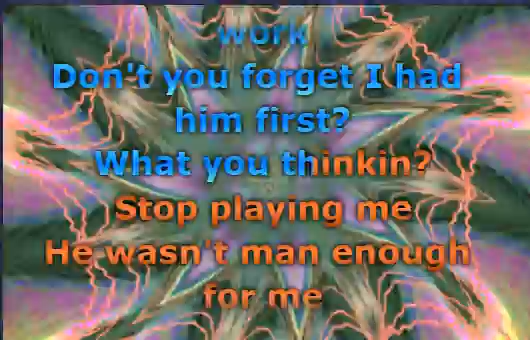 work
Don't you forget I had
him first?
What you thinkin?
Stop playing me
He wasn't man enough
for me